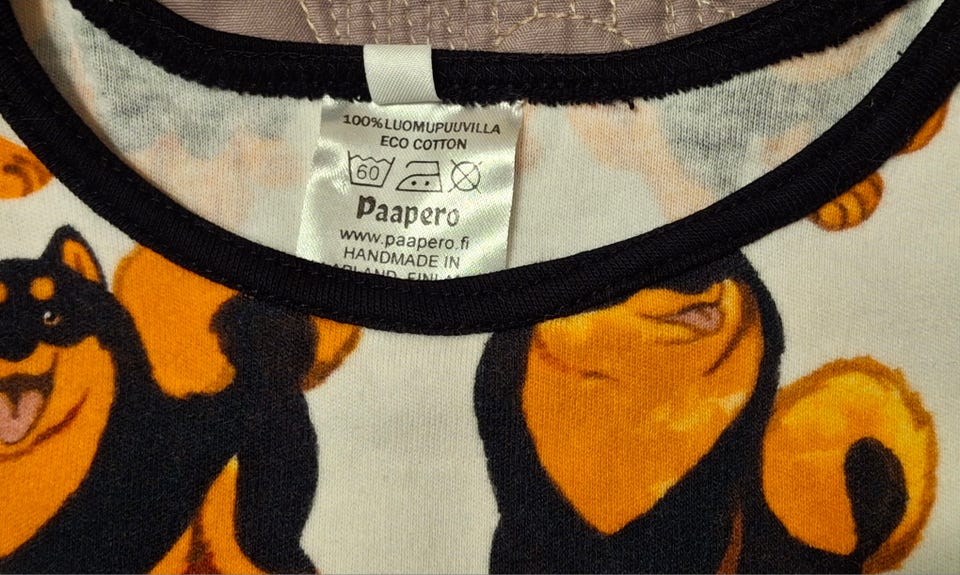 100% LUOMUPUUVILLA
ECO COTTON
60
Paapero
www.paapero.fi
HANDMADE IN